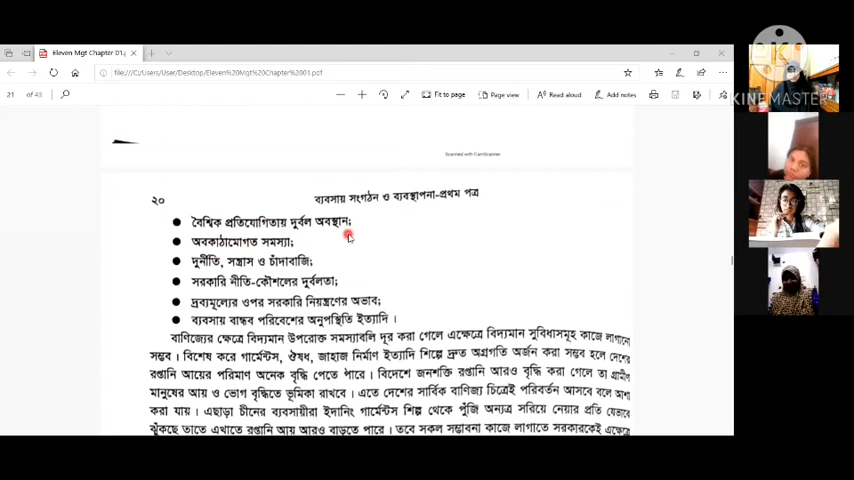 Eleven Mgt Chapter 01.
file:///C:/Users/User/Desktop/Eleven%20Mgt%20Chapter%2001.pdf
21 of 43
Fit to page
Page view
Read aloud
Add notes
KINEMASTER
Scanned with CamScanner
২০ ব্যবসায় সংগঠন ও ব্যবস্থাপনা-প্রথম পত্র
● বৈশ্বিক প্রতিযোগিতায় দুর্বল অবস্থান;
● অবকাঠামোগত সমস্যা;
● দুর্নীতি, সন্ত্রাস ও চাঁদাবাজি;
● সরকারি নীতি-কৌশলের দুর্বলতা;
● দ্রব্যমূল্যের ওপর সরকারি নিয়ন্ত্রণের অভাব;
● ব্যবসায় বান্ধব পরিবেশের অনুপস্থিতি ইত্যাদি ।
বাণিজ্যের ক্ষেত্রে বিদ্যমান উপরোক্ত সমস্যাবলি দূর করা গেলে এক্ষেত্রে বিদ্যমান সুবিধাসমূহ কাজে লাগানো
সম্ভব । বিশেষ করে গার্মেন্টস, ঔষধ, জাহাজ নির্মাণ ইত্যাদি শিল্পে দ্রুত অগ্রগতি অর্জন করা সম্ভব হলে দেশের
রপ্তানি আয়ের পরিমাণ অনেক বৃদ্ধি পেতে পারে । বিদেশে জনশক্তি রপ্তানি আরও বৃদ্ধি করা গেলে তা গ্রামীণ
মানুষের আয় ও ভোগ বৃদ্ধিতে ভূমিকা রাখবে । এতে দেশের সার্বিক বাণিজ্য চিত্রেই পরিবর্তন আসবে বলে আশা
করা যায় । এছাড়া চীনের ব্যবসায়ীরা ইদানিং গার্মেন্টস শিল্প থেকে পুঁজি অন্যত্র সরিয়ে নেয়ার প্রতি যেভাবে
ঝুঁকছে তাতে এখাতে রপ্তানি আয় আরও বাড়তে পারে । তবে সকল সম্ভাবনা কাজে লাগাতে সরকারকেই এক্ষেত্রে